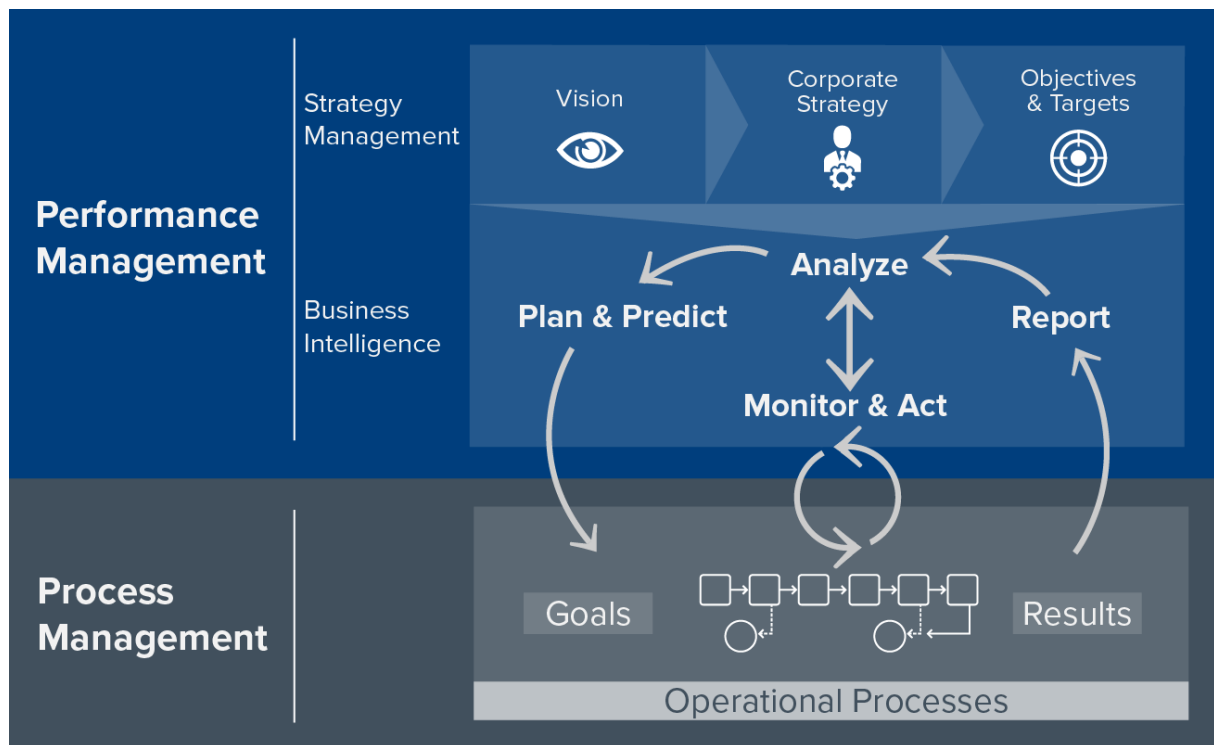 Performance
Management
Strategy
Management
Vision
Corporate
Strategy
Objectives
& Targets
Business
Intelligence
Analyze
Plan & Predict
Report
Monitor & Act
Process
Management
Goals
Results
Operational Processes